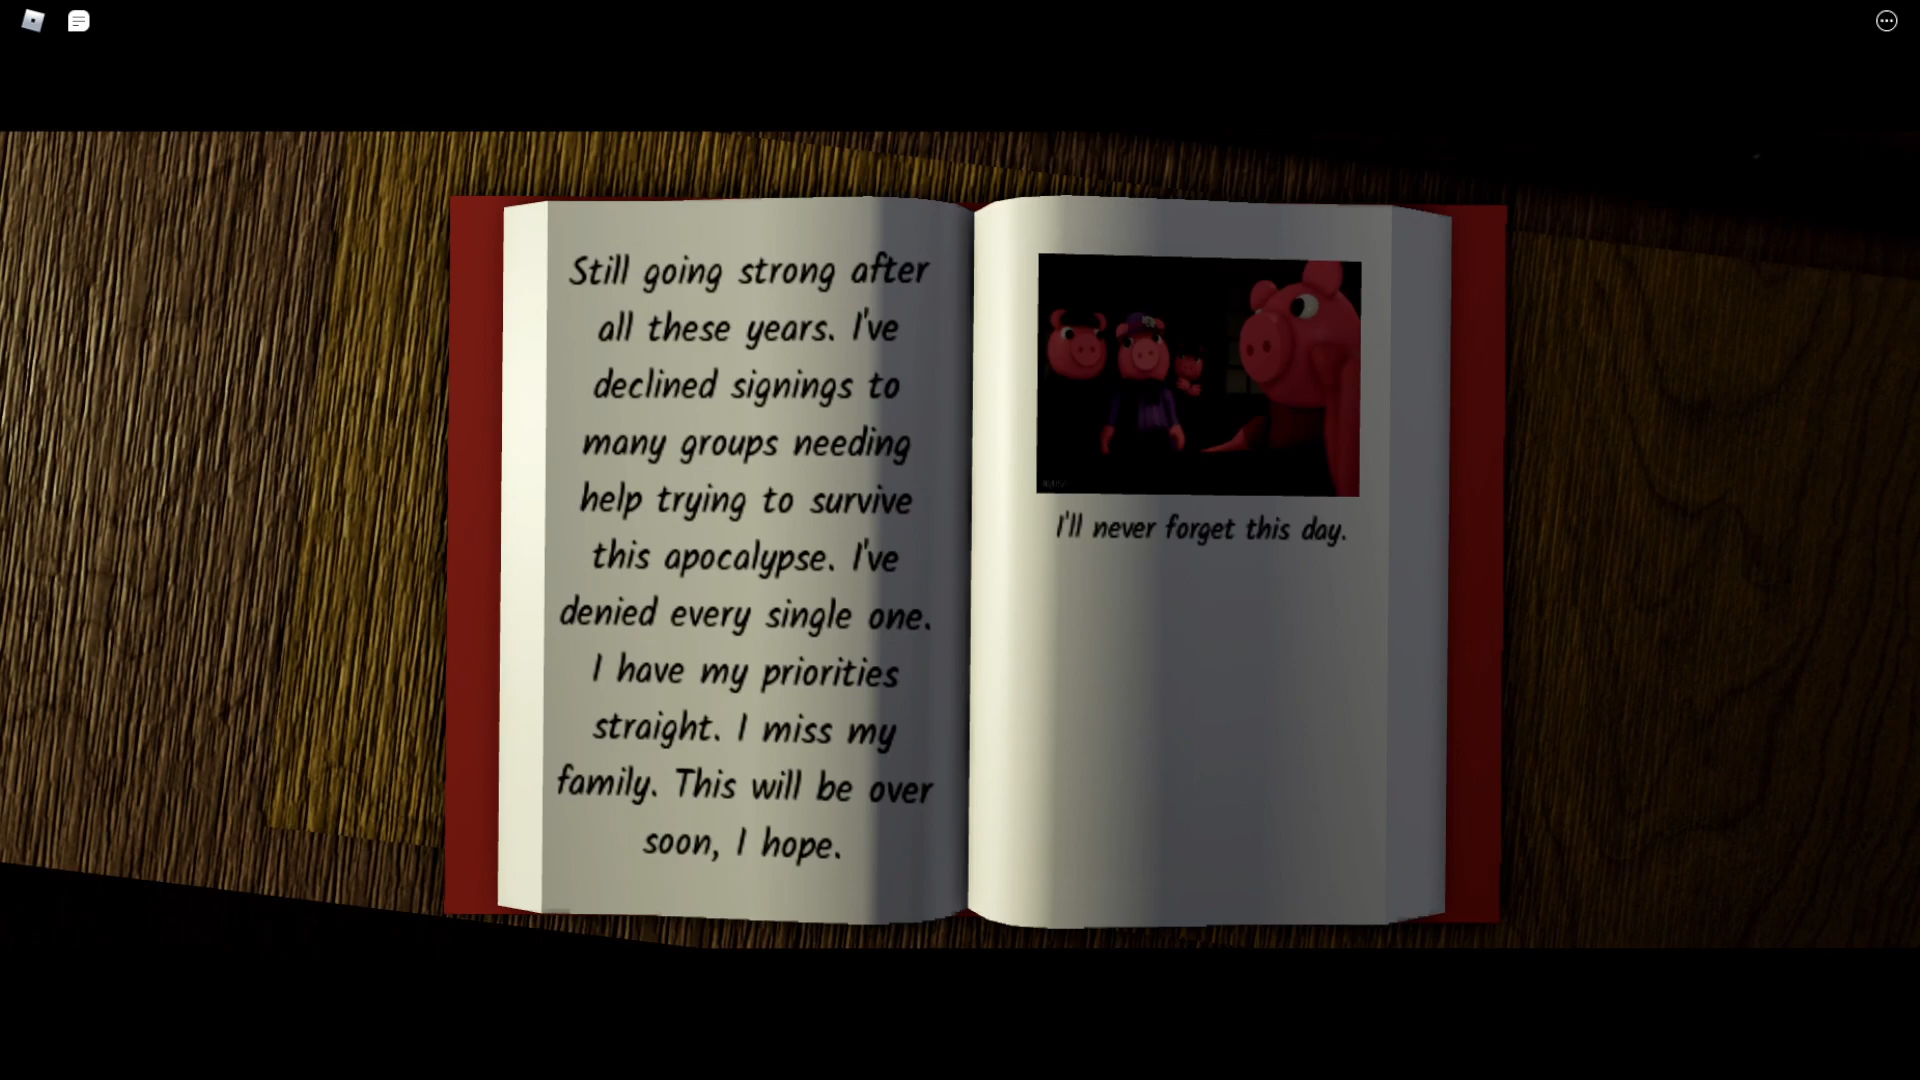 Still going strong after
all these years. I've
declined signings to
many groups needing
help trying to survive
this apocalypse. I've
denied every single one.
I have my priorities
straight. I miss my
family. This will be over
soon, I hope.
I'll never forget this day.